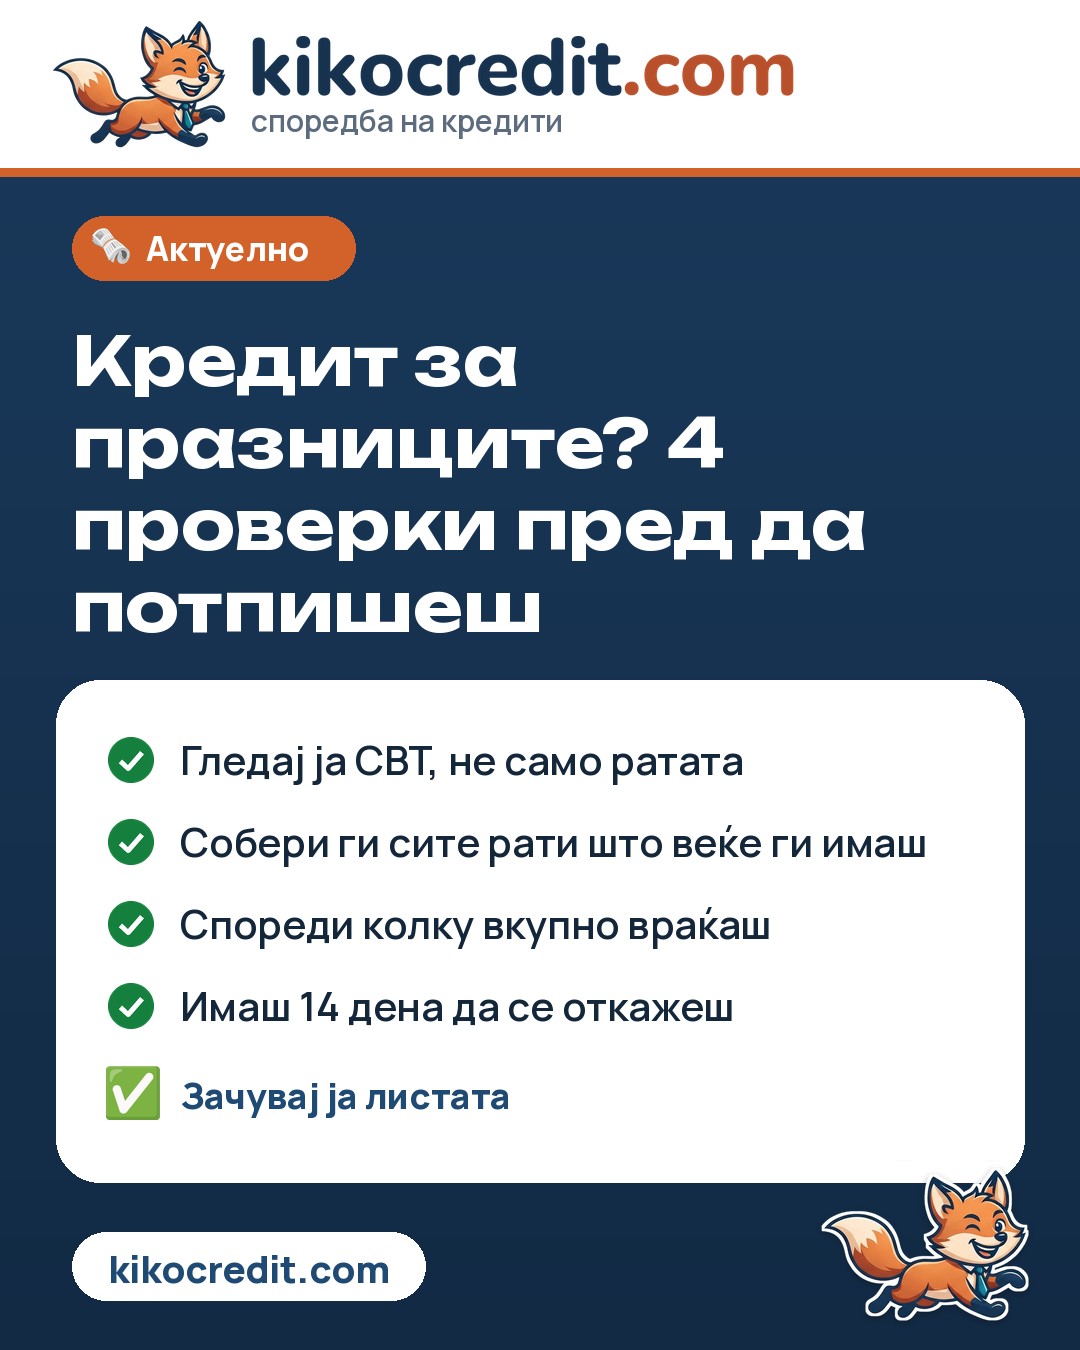 kikocredit.com
споредба на кредити
Актуелно
Кредит за
празниците? 4
проверки пред да
потпишеш
Гледај ја СВТ, не само ратата
Собери ги сите рати што веќе ги имаш
Спореди колку вкупно враќаш
Имаш 14 дена да се откажеш
Зачувај ја листата
kikocredit.com